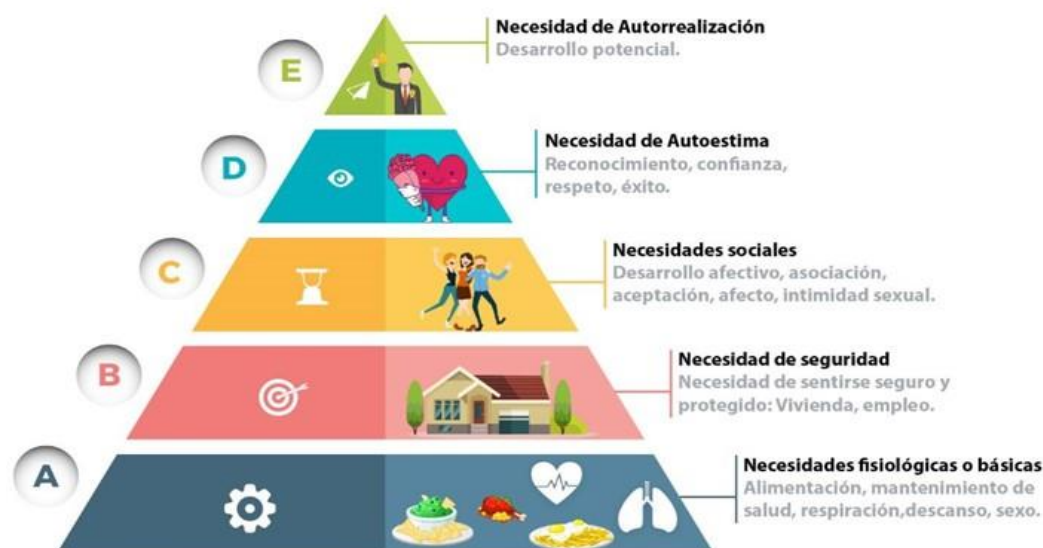 E
Necesidad de Autorrealización
Desarrollo potencial.
D
Necesidad de Autoestima
Reconocimiento, confianza,
respeto, éxito.
C
Necesidades sociales
Desarrollo afectivo, asociación,
aceptación, afecto, intimidad sexual.
B
Necesidad de seguridad
Necesidad de sentirse seguro y
protegido: Vivienda, empleo.
A
Necesidades fisiológicas o básicas
Alimentación, mantenimiento de
salud, respiración,descanso, sexo.